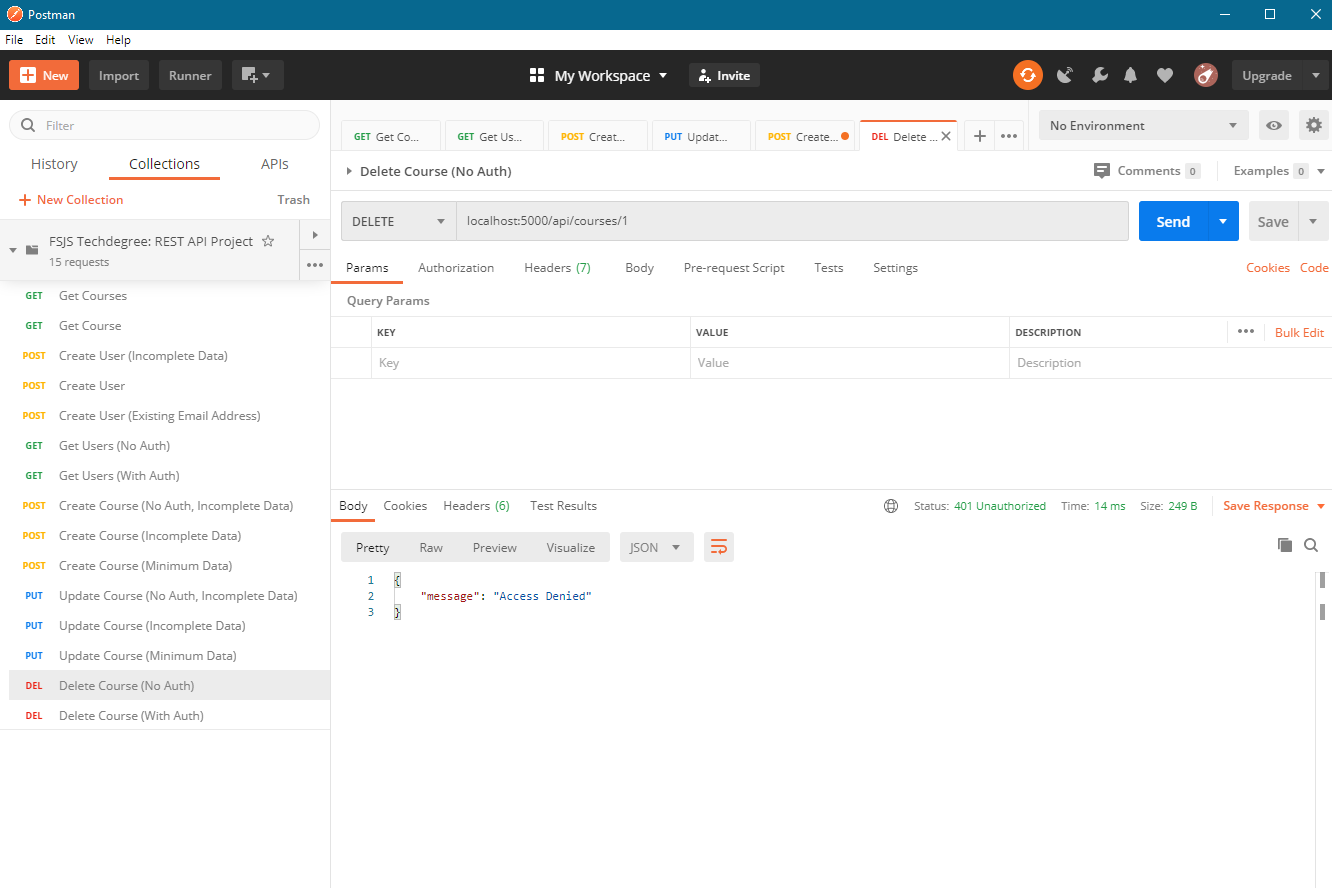 Postman
File Edit View Help
New Import Runner My Workspace Invite Upgrade
Filter
History Collections APIs
New Collection Trash
FSJS Techdegree: REST API Project
15 requests
GET Get Courses
GET Get Course
POST Create User (Incomplete Data)
POST Create User
POST Create User (Existing Email Address)
GET Get Users (No Auth)
GET Get Users (With Auth)
POST Create Course (No Auth, Incomplete Data)
POST Create Course (Incomplete Data)
POST Create Course (Minimum Data)
PUT Update Course (No Auth, Incomplete Data)
PUT Update Course (Incomplete Data)
PUT Update Course (Minimum Data)
DEL Delete Course (No Auth)
DEL Delete Course (With Auth)
GET Get Co... GET Get Us... POST Creat... PUT Updat... POST Create... DEL Delete ...
No Environment
Delete Course (No Auth) Comments 0 Examples 0
DELETE localhost:5000/api/courses/1 Send Save
Params Authorization Headers (7) Body Pre-request Script Tests Settings Cookies Code
Query Params
KEY VALUE DESCRIPTION Bulk Edit
Key Value Description
Body Cookies Headers (6) Test Results Status: 401 Unauthorized Time: 14 ms Size: 249 B Save Response
Pretty Raw Preview Visualize JSON
1 {
2 "message": "Access Denied"
3 }